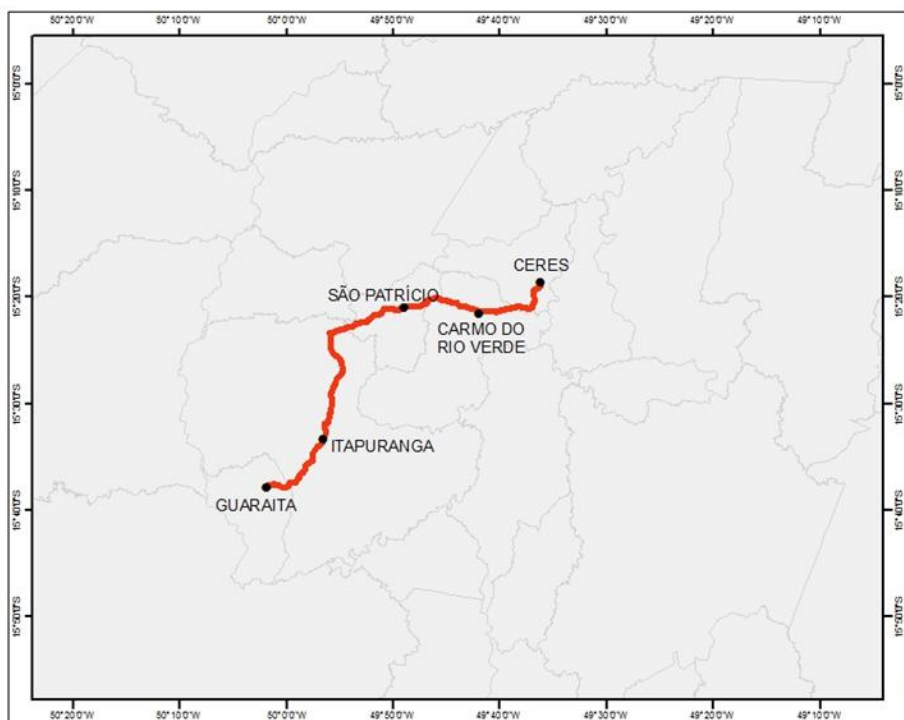 50°20'0"W 50°10'0"W 50°0'0"W 49°50'0"W 49°40'0"W 49°30'0"W 49°20'0"W 49°10'0"W
15°0'0"S 15°0'0"S
15°10'0"S 15°10'0"S
CERES
SÃO PATRÍCIO
15°20'0"S 15°20'0"S
CARMO DO
RIO VERDE
15°30'0"S 15°30'0"S
ITAPURANGA
GUARAITA
15°40'0"S 15°40'0"S
15°50'0"S 15°50'0"S
50°20'0"W 50°10'0"W 50°0'0"W 49°50'0"W 49°40'0"W 49°30'0"W 49°20'0"W 49°10'0"W